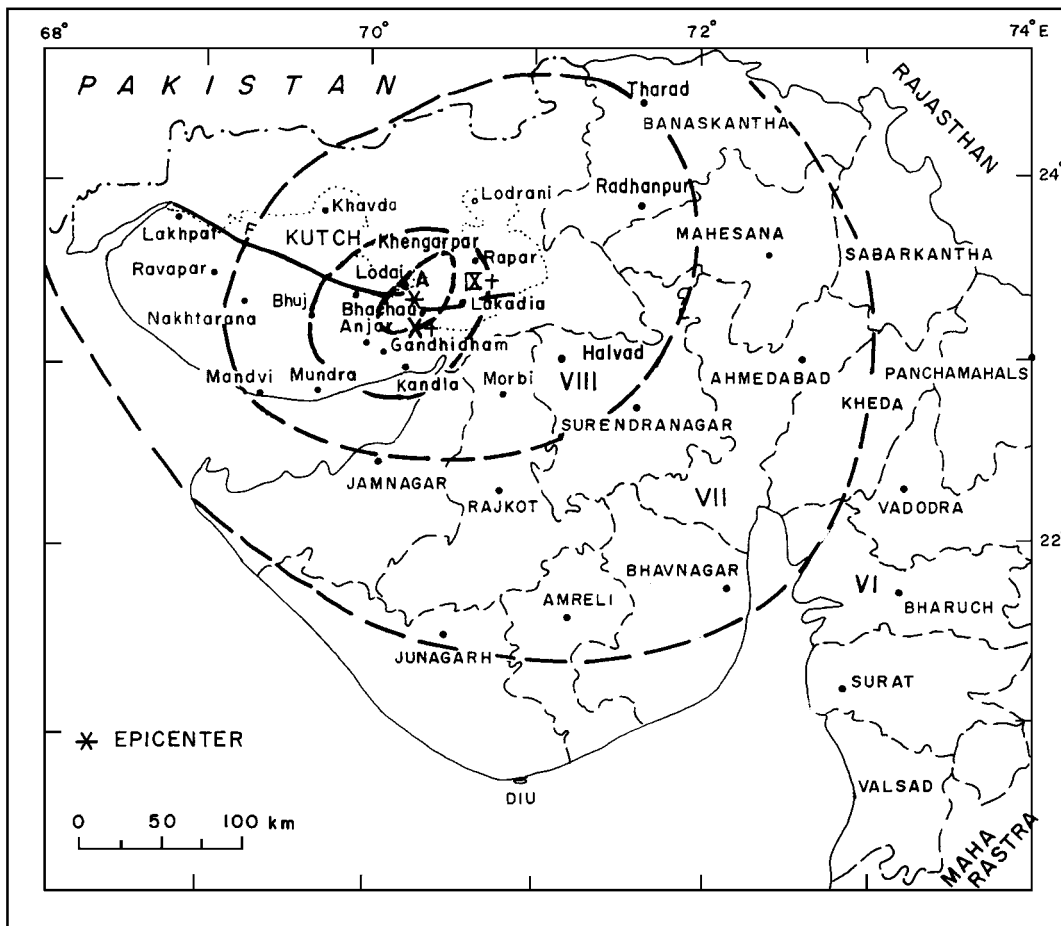 68°
70°
72°
74°E
PAKISTAN
RAJASTHAN
Tharad
BANASKANTHA
24°
Radhanpur
Lodrani
Khavda
Lakhpat
F
KUTCH
Khengarpar
MAHESANA
SABARKANTHA
Rapar
Ravapar
Lodai
A
IX+
Bhuj
Lakadia
Nakhtarana
Bhachau
Anjar
+
Gandhidham
Halvad
Mandvi
Mundra
Kandla
Morbi
VIII
AHMEDABAD
PANCHAMAHALS
KHEDA
SURENDRANAGAR
JAMNAGAR
RAJKOT
VII
VADODRA
22°
BHAVNAGAR
VI
AMRELI
BHARUCH
JUNAGARH
SURAT
EPICENTER
VALSAD
DIU
0 50 100 km
MAHA
RASTRA